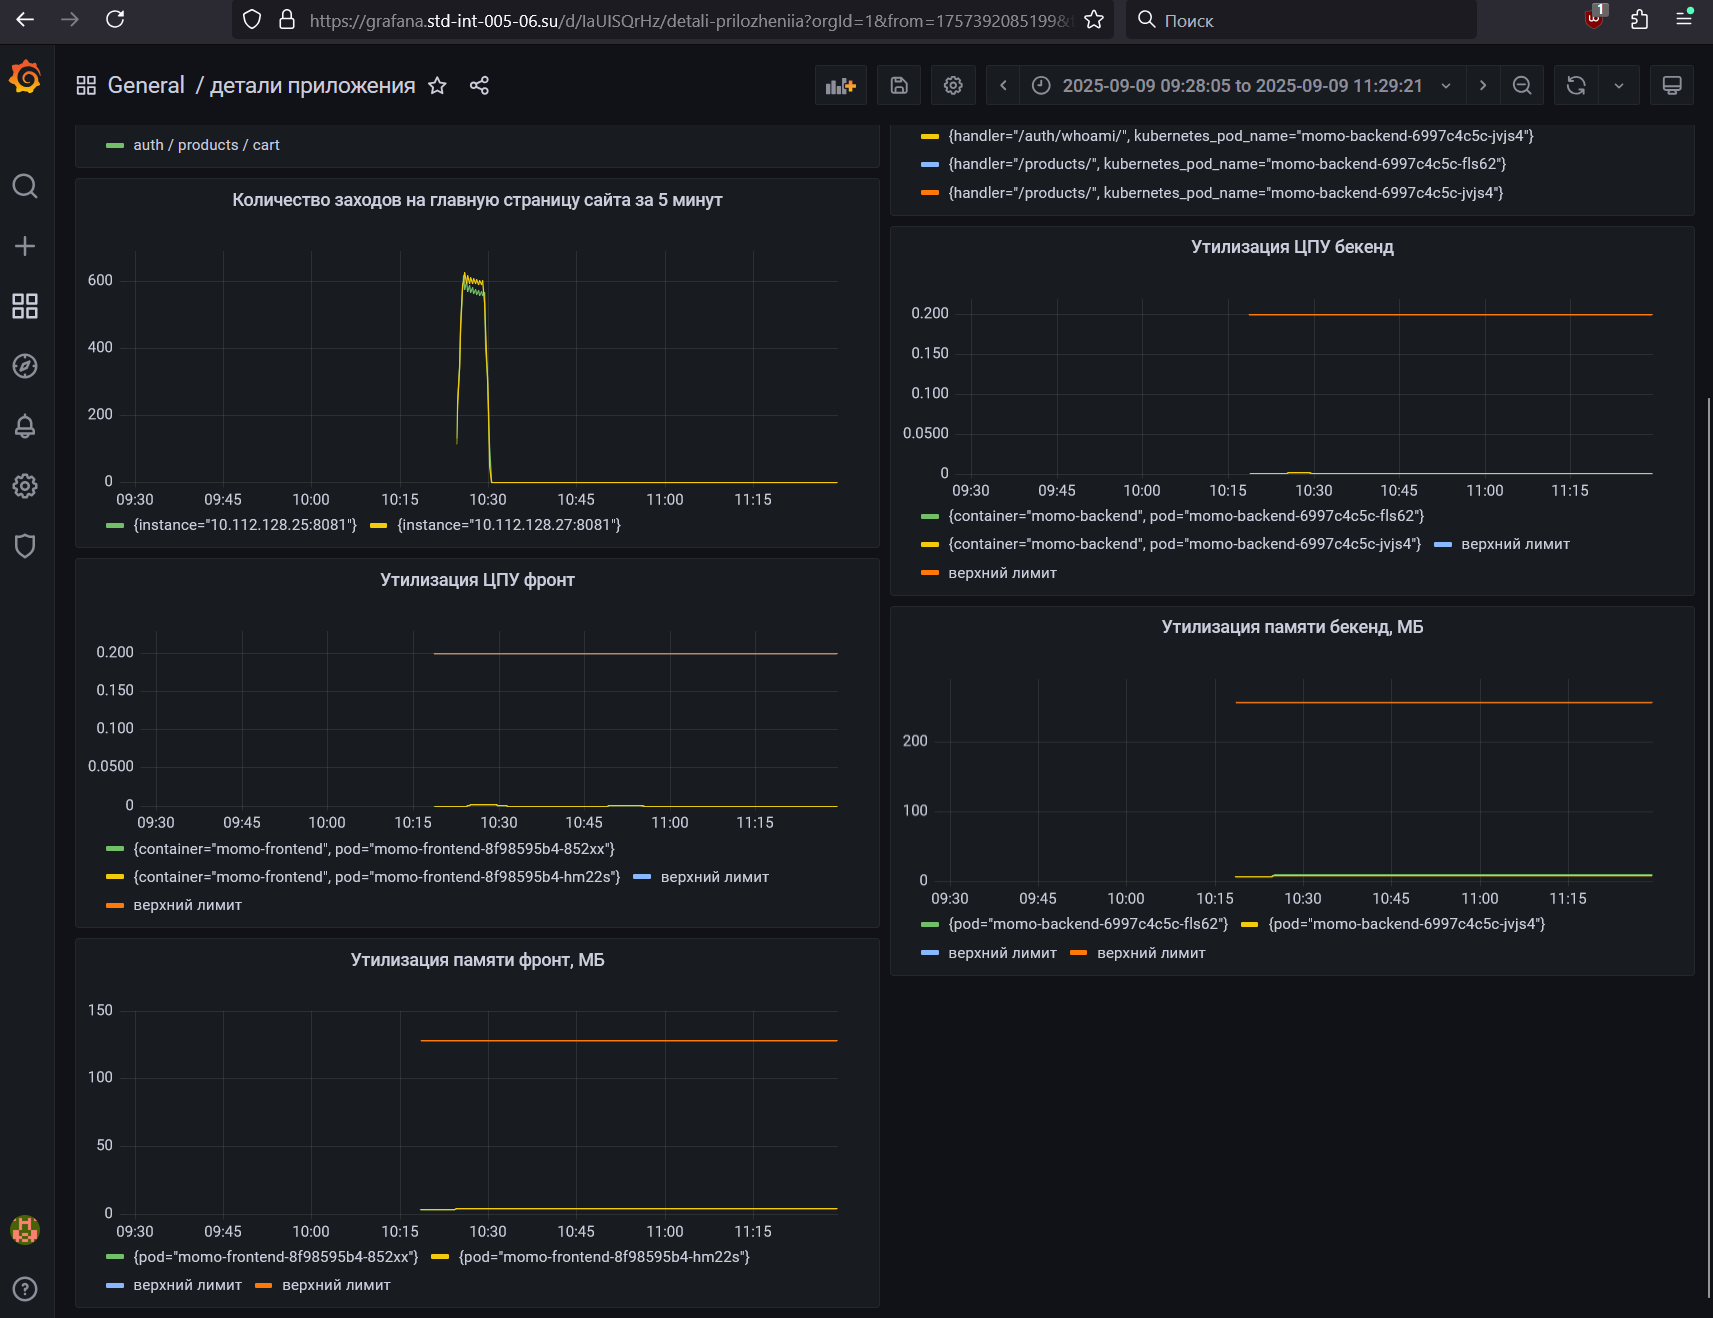 https://grafana.std-int-005-06.su/d/IaUISQrHz/detali-prilozheniia?orgId=1&from=1757392085199&
Поиск
1
General / детали приложения
2025-09-09 09:28:05 to 2025-09-09 11:29:21
auth / products / cart
Количество заходов на главную страницу сайта за 5 минут
600
400
200
0
09:30 09:45 10:00 10:15 10:30 10:45 11:00 11:15
{instance="10.112.128.25:8081"} {instance="10.112.128.27:8081"}
Утилизация ЦПУ фронт
0.200
0.150
0.100
0.0500
0
09:30 09:45 10:00 10:15 10:30 10:45 11:00 11:15
{container="momo-frontend", pod="momo-frontend-8f98595b4-852xx"}
{container="momo-frontend", pod="momo-frontend-8f98595b4-hm22s"} верхний лимит
верхний лимит
Утилизация памяти фронт, МБ
150
100
50
0
09:30 09:45 10:00 10:15 10:30 10:45 11:00 11:15
{pod="momo-frontend-8f98595b4-852xx"} {pod="momo-frontend-8f98595b4-hm22s"}
верхний лимит верхний лимит
{handler="/auth/whoami/", kubernetes_pod_name="momo-backend-6997c4c5c-jvjs4"}
{handler="/products/", kubernetes_pod_name="momo-backend-6997c4c5c-fls62"}
{handler="/products/", kubernetes_pod_name="momo-backend-6997c4c5c-jvjs4"}
Утилизация ЦПУ бекенд
0.200
0.150
0.100
0.0500
0
09:30 09:45 10:00 10:15 10:30 10:45 11:00 11:15
{container="momo-backend", pod="momo-backend-6997c4c5c-fls62"}
{container="momo-backend", pod="momo-backend-6997c4c5c-jvjs4"} верхний лимит
верхний лимит
Утилизация памяти бекенд, МБ
200
100
0
09:30 09:45 10:00 10:15 10:30 10:45 11:00 11:15
{pod="momo-backend-6997c4c5c-fls62"} {pod="momo-backend-6997c4c5c-jvjs4"}
верхний лимит верхний лимит